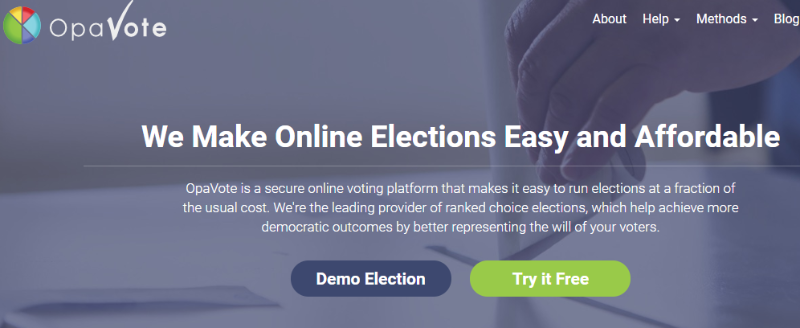 OpaVote
About Help Methods Blog
We Make Online Elections Easy and Affordable
OpaVote is a secure online voting platform that makes it easy to run elections at a fraction of
the usual cost. We're the leading provider of ranked choice elections, which help achieve more
democratic outcomes by better representing the will of your voters.
Demo Election Try it Free